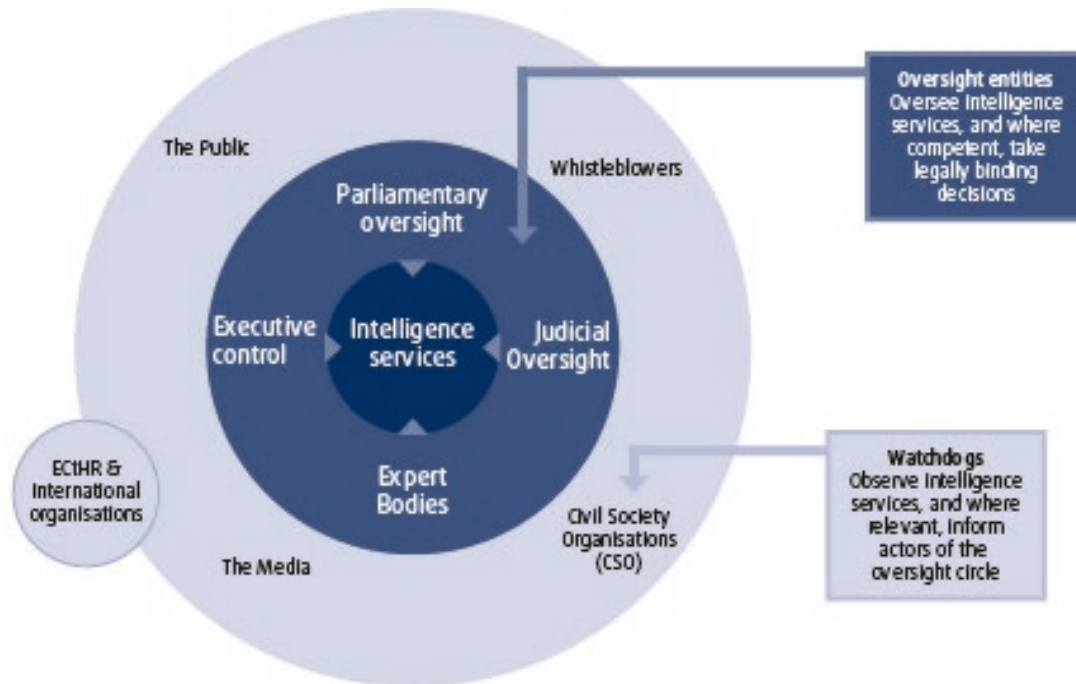 The Public
Whistleblowers
Oversight entities
Oversee intelligence
services, and where
competent, take
legally binding
decisions
Parliamentary
oversight
Executive
control
Intelligence
services
Judicial
Oversight
Expert
Bodies
ECtHR &
International
organisations
The Media
Civil Society
Organisations
(CSO)
Watchdogs
Observe intelligence
services, and where
relevant, inform
actors of the
oversight circle